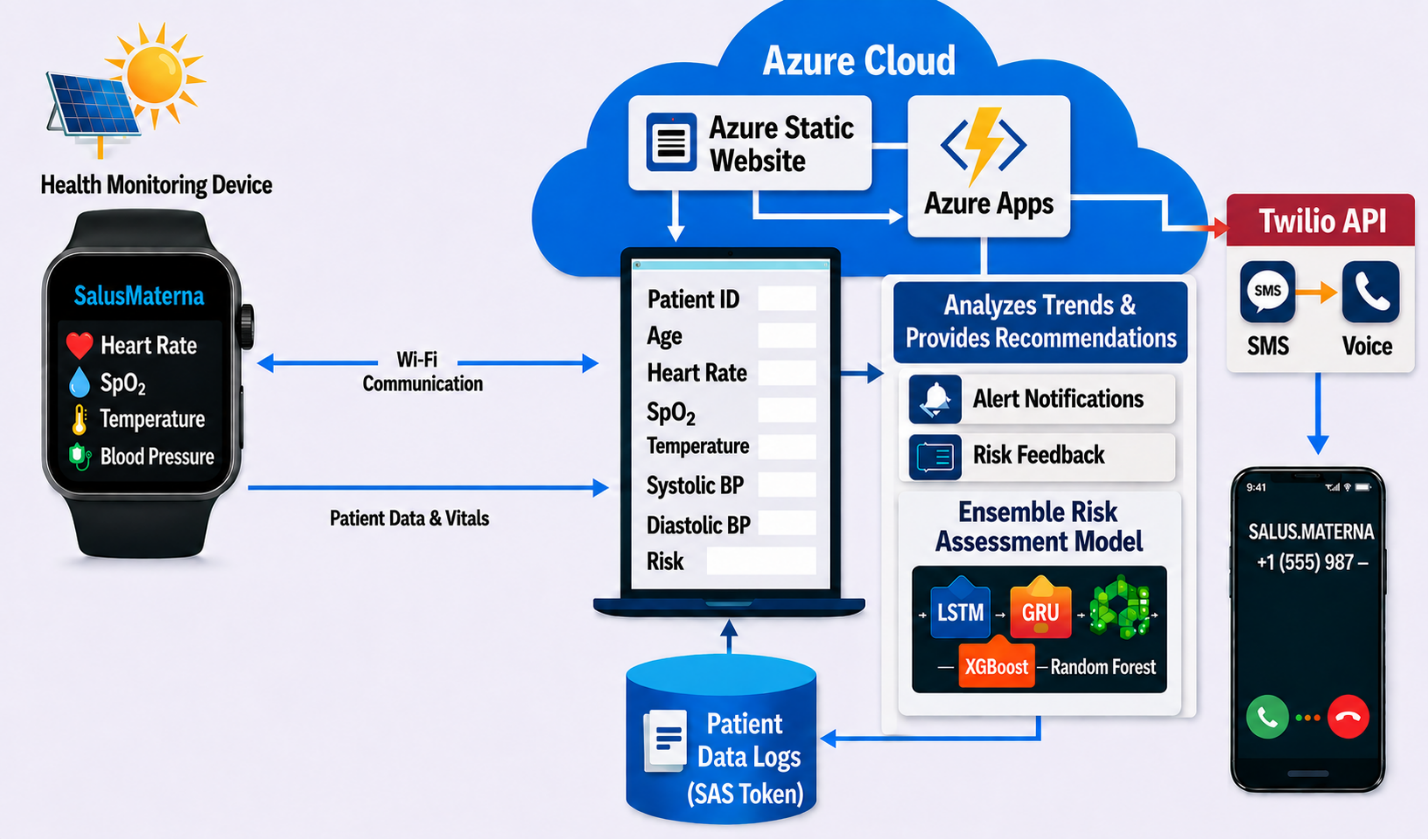 Azure Cloud
Azure Static
Website
Azure Apps
Health Monitoring Device
SalusMaterna
Heart Rate
SpO₂
Temperature
Blood Pressure
Wi-Fi
Communication
Patient Data & Vitals
Patient ID
Age
Heart Rate
SpO₂
Temperature
Systolic BP
Diastolic BP
Risk
Analyzes Trends &
Provides Recommendations
Alert Notifications
Risk Feedback
Ensemble Risk
Assessment Model
LSTM
GRU
XGBoost
Random Forest
Patient
Data Logs
(SAS Token)
Twilio API
SMS
SMS
Voice
9:41
SALUS.MATERNA
+1 (555) 987 –